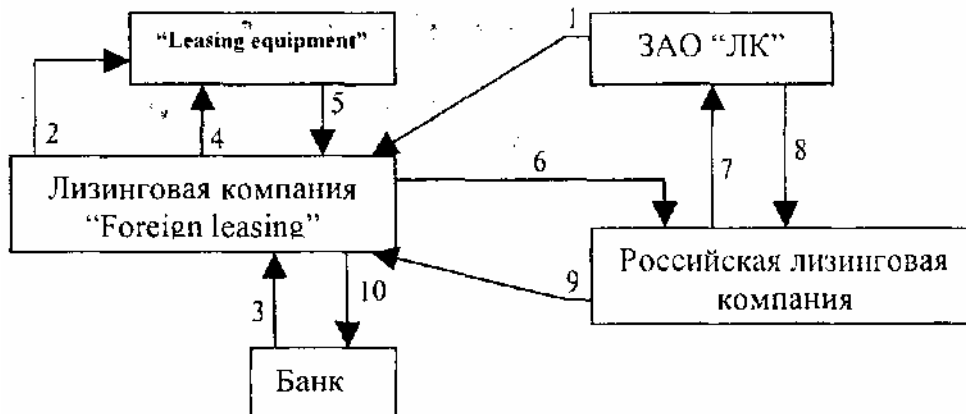 “Leasing equipment”
1
ЗАО “ЛК”
2
4
5
6
7
8
Лизинговая компания
“Foreign leasing”
Российская лизинговая
компания
9
3
10
Банк